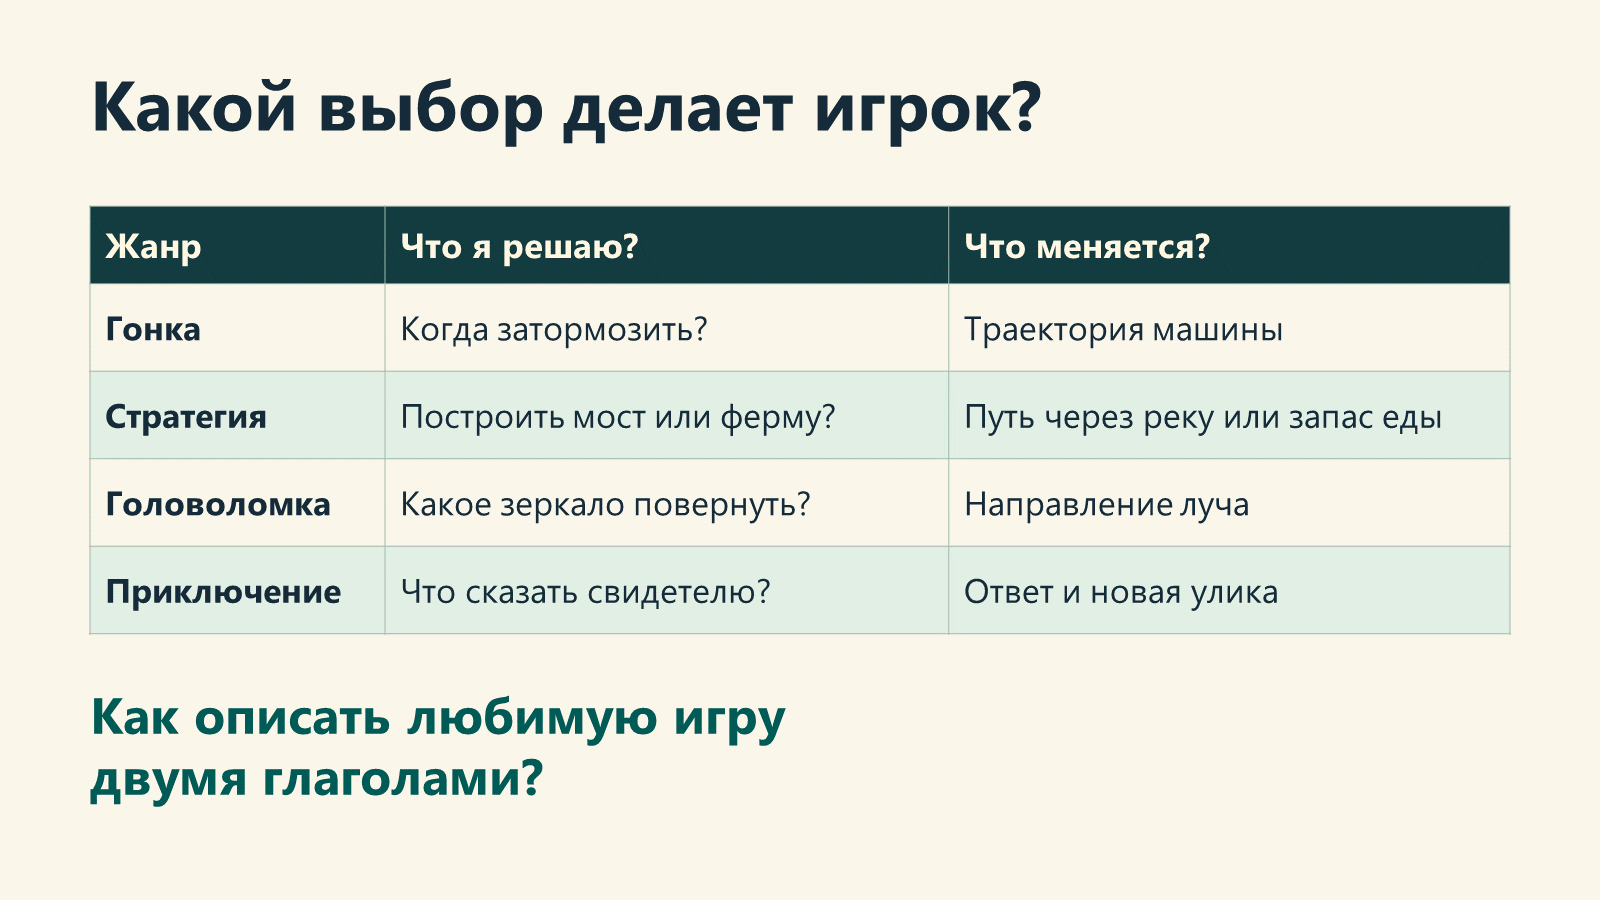 Какой выбор делает игрок?
Жанр Что я решаю? Что меняется?
Гонка Когда затормозить? Траектория машины
Стратегия Построить мост или ферму? Путь через реку или запас еды
Головоломка Какое зеркало повернуть? Направление луча
Приключение Что сказать свидетелю? Ответ и новая улика
Как описать любимую игру
двумя глаголами?